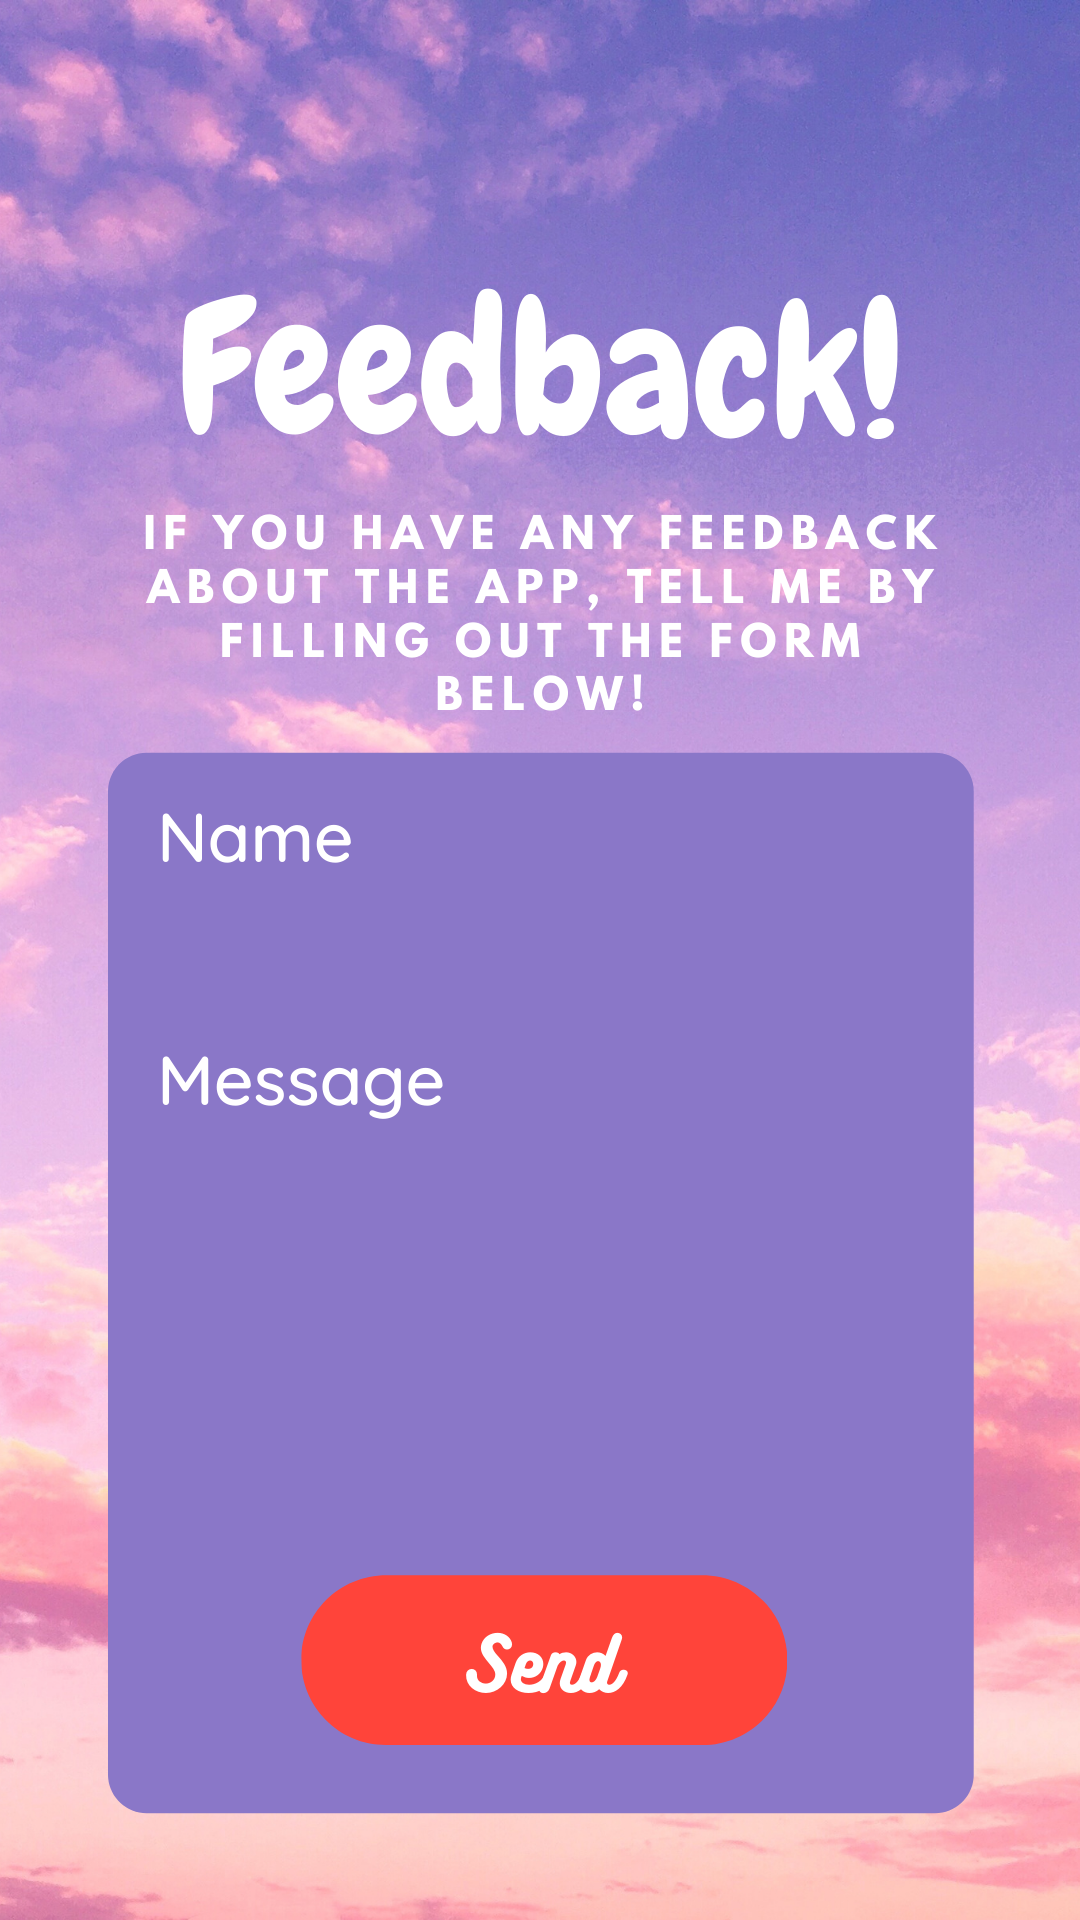 Feedback!
IF YOU HAVE ANY FEEDBACK
ABOUT THE APP, TELL ME BY
FILLING OUT THE FORM
BELOW!
Name
Message
Send